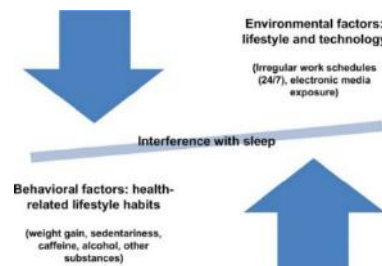 Environmental factors:
lifestyle and technology
(Irregular work schedules
(24/7), electronic media
exposure)
Interference with sleep
Behavioral factors: health-
related lifestyle habits
(weight gain, sedentariness,
caffeine, alcohol, other
substances)